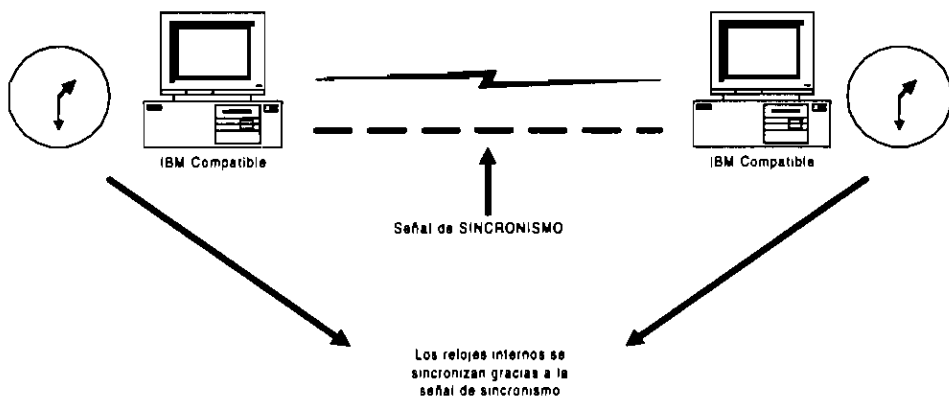 IBM Compatible
IBM Compatible
Señal de SINCRONISMO
Los relojes internos se
sincronizan gracias a la
señal de sincronismo